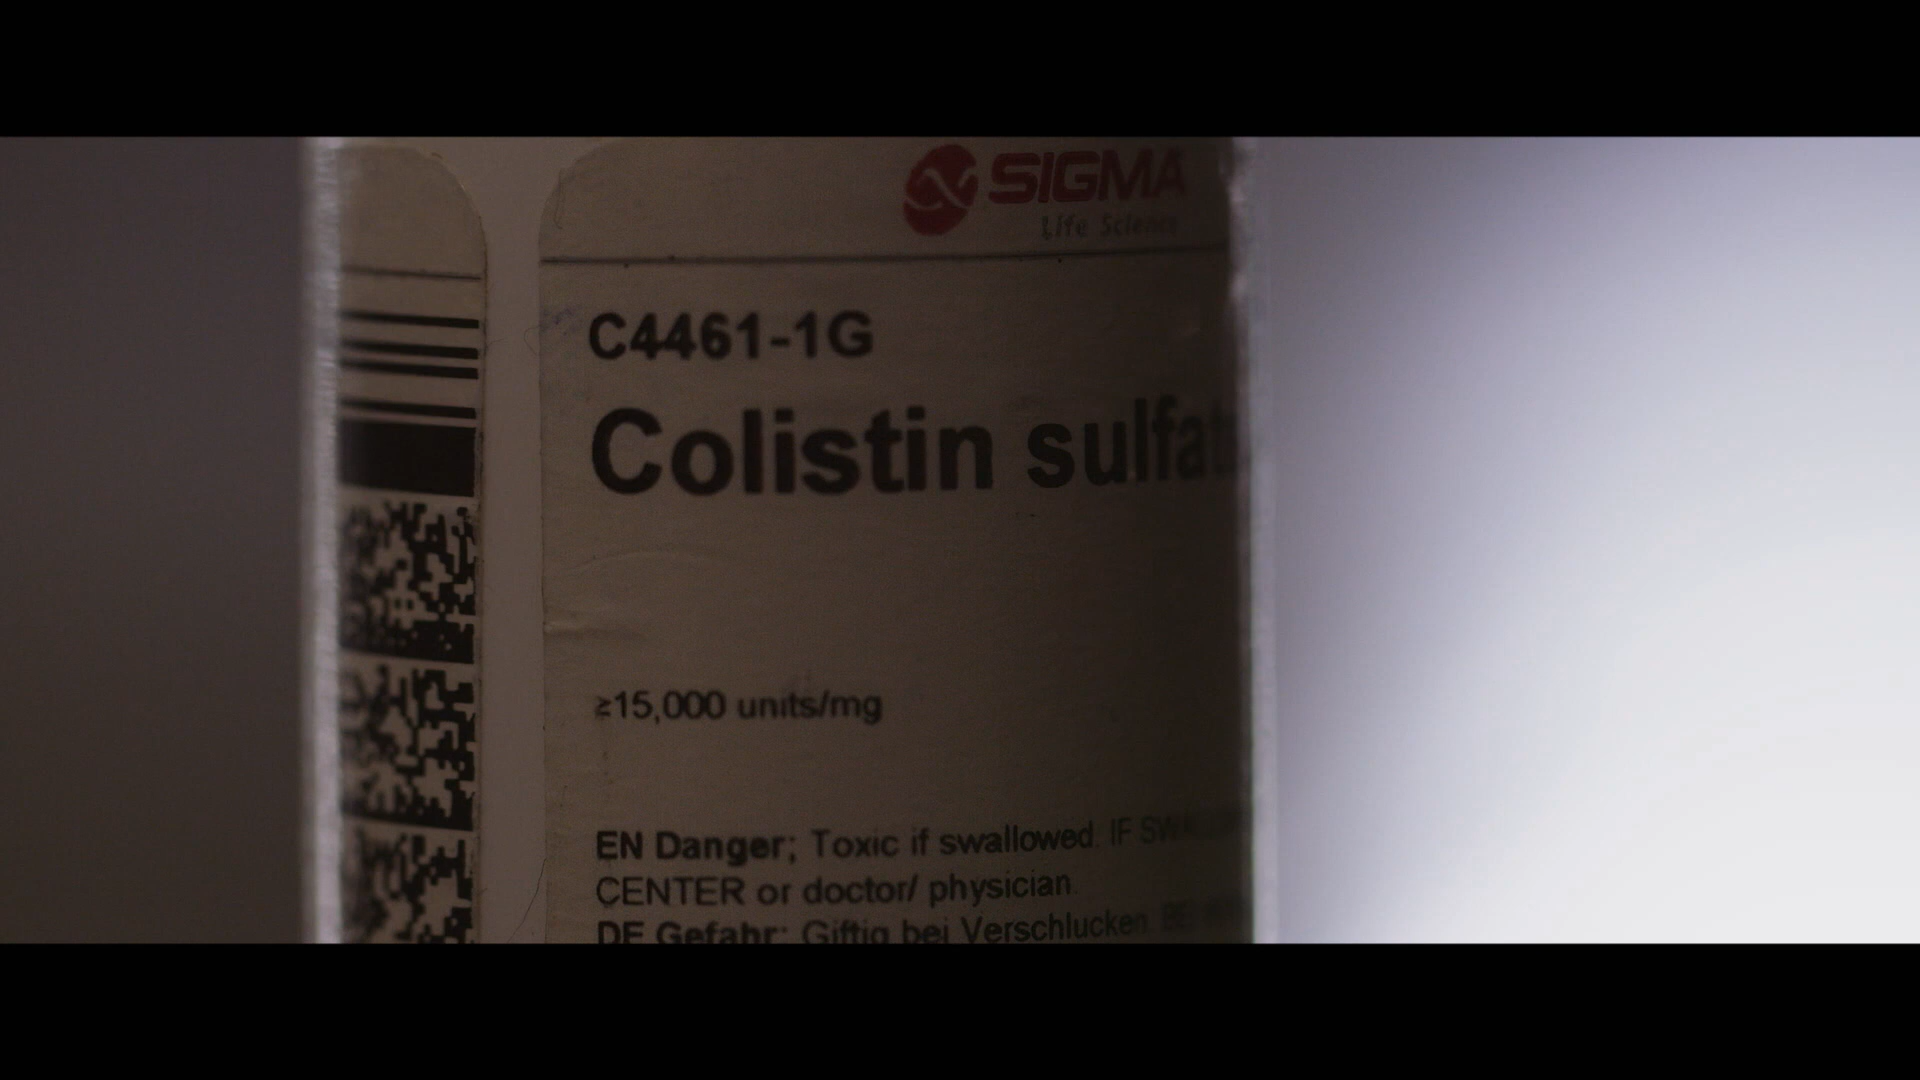 SIGMA
Life Science
C4461-1G
Colistin sulfat
≥15,000 units/mg
EN Danger; Toxic if swallowed. IF
CENTER or doctor/ physician.
DE Gefahr; Giftig bei Verschlucken.